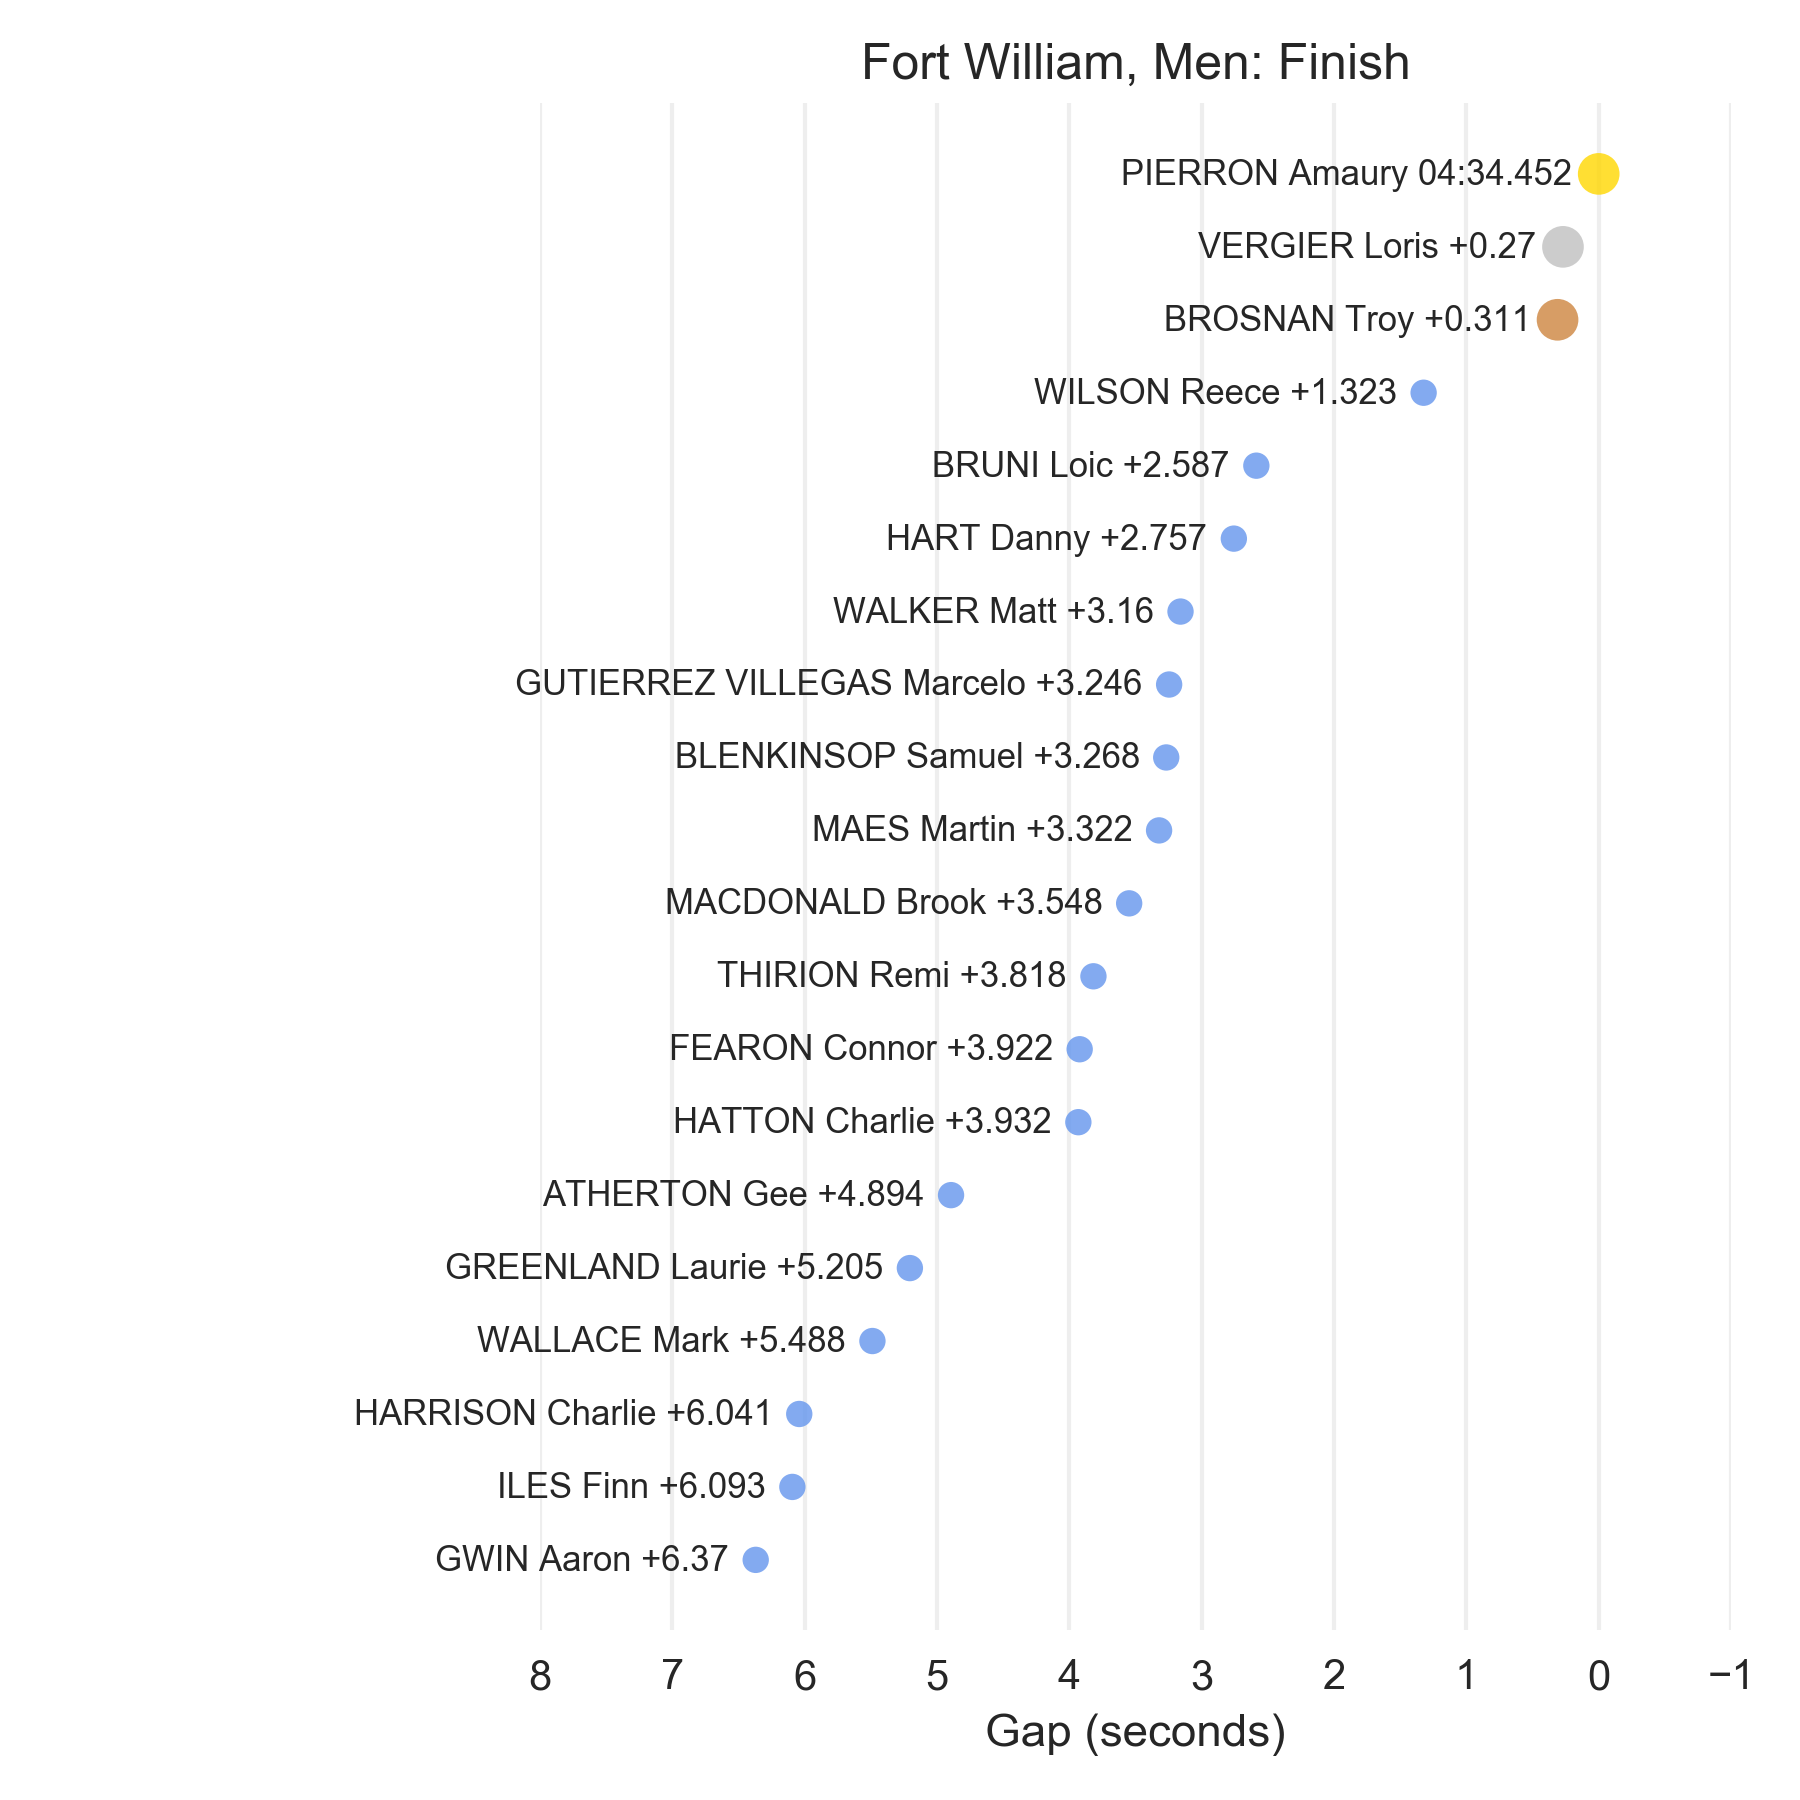 Fort William, Men: Finish
PIERRON Amaury 04:34.452
VERGIER Loris +0.27
BROSNAN Troy +0.311
WILSON Reece +1.323
BRUNI Loic +2.587
HART Danny +2.757
WALKER Matt +3.16
GUTIERREZ VILLEGAS Marcelo +3.246
BLENKINSOP Samuel +3.268
MAES Martin +3.322
MACDONALD Brook +3.548
THIRION Remi +3.818
FEARON Connor +3.922
HATTON Charlie +3.932
ATHERTON Gee +4.894
GREENLAND Laurie +5.205
WALLACE Mark +5.488
HARRISON Charlie +6.041
ILES Finn +6.093
GWIN Aaron +6.37
8 7 6 5 4 3 2 1 0 −1
Gap (seconds)